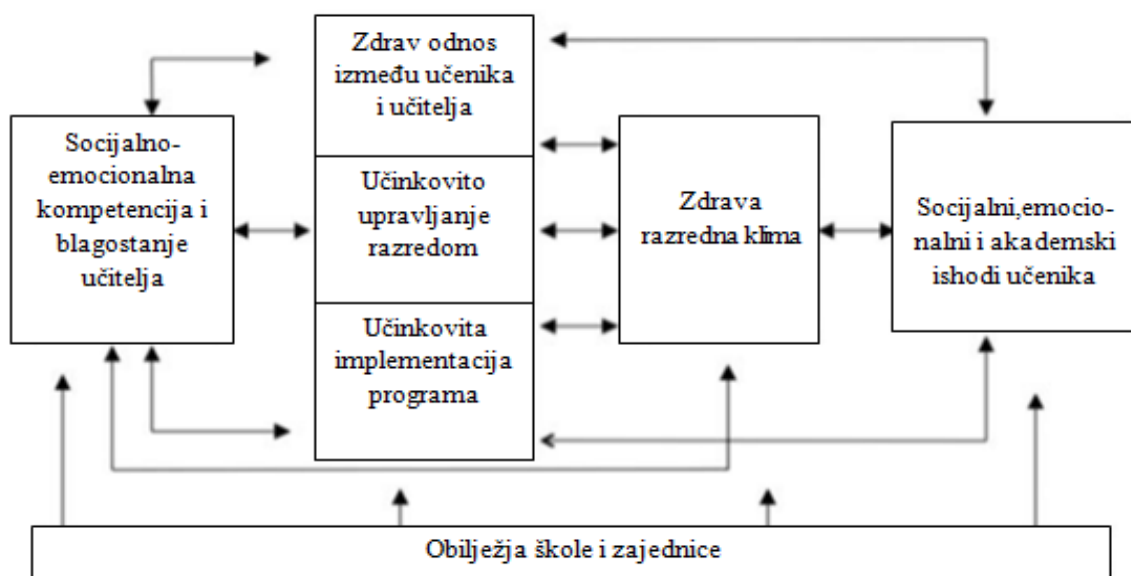 Socijalno-
emocionalna
kompetencija i
blagostanje
učitelja
Zdrav odnos
između učenika
i učitelja
Učinkovito
upravljanje
razredom
Učinkovita
implementacija
programa
Zdrava
razredna klima
Socijalni,emocio-
nalni i akademski
ishodi učenika
Obilježja škole i zajednice